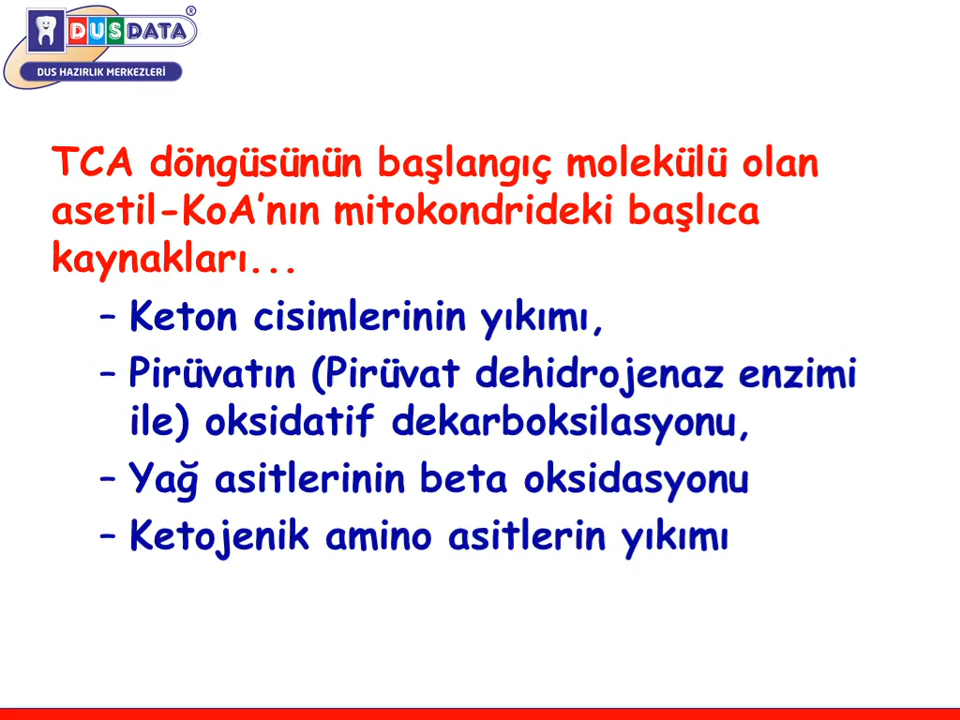 DUSDATA®
DUS HAZIRLIK MERKEZLERİ
TCA döngüsünün başlangıç molekülü olan
asetil-KoA’nın mitokondrideki başlıca
kaynakları...
– Keton cisimlerinin yıkımı,
– Pirüvatın (Pirüvat dehidrojenaz enzimi
ile) oksidatif dekarboksilasyonu,
– Yağ asitlerinin beta oksidasyonu
– Ketojenik amino asitlerin yıkımı